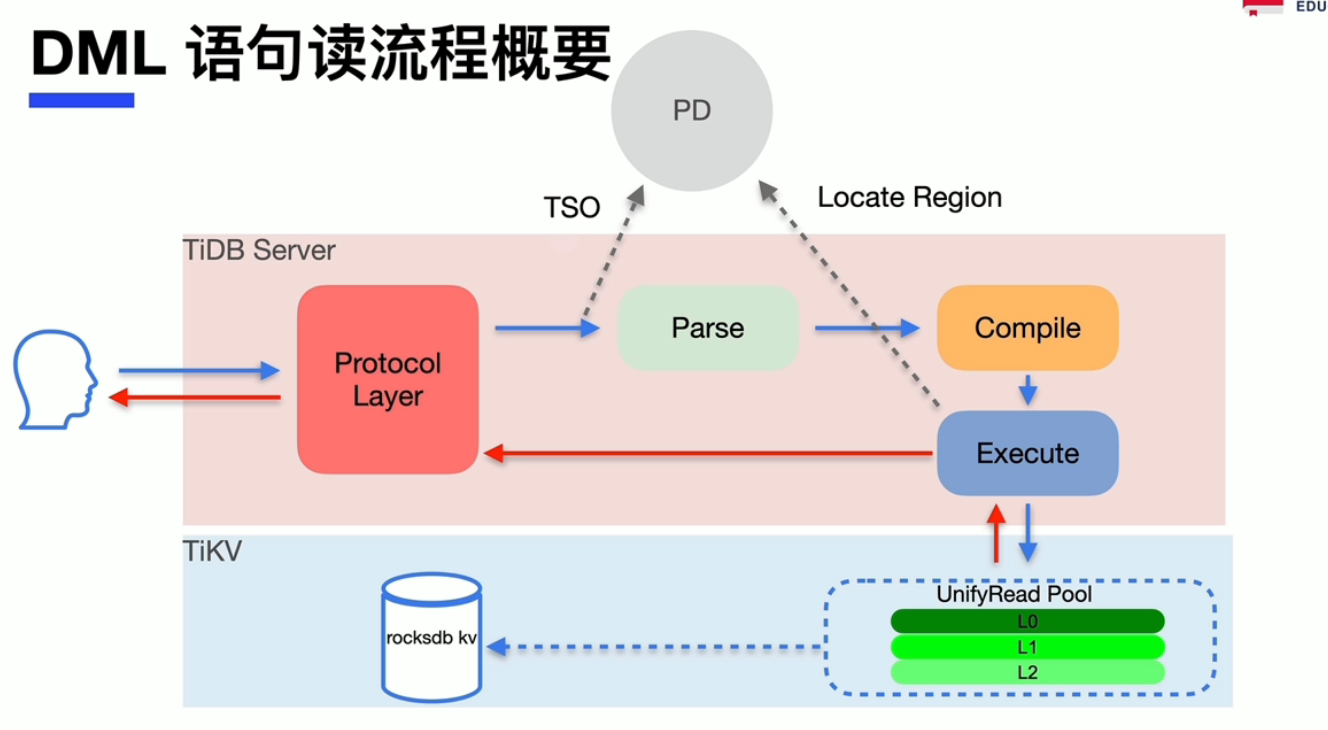 EDU
DML 语句读流程概要
PD
TSO
Locate Region
TiDB Server
Protocol
Layer
Parse
Compile
Execute
TiKV
UnifyRead Pool
L0
L1
L2
rocksdb kv